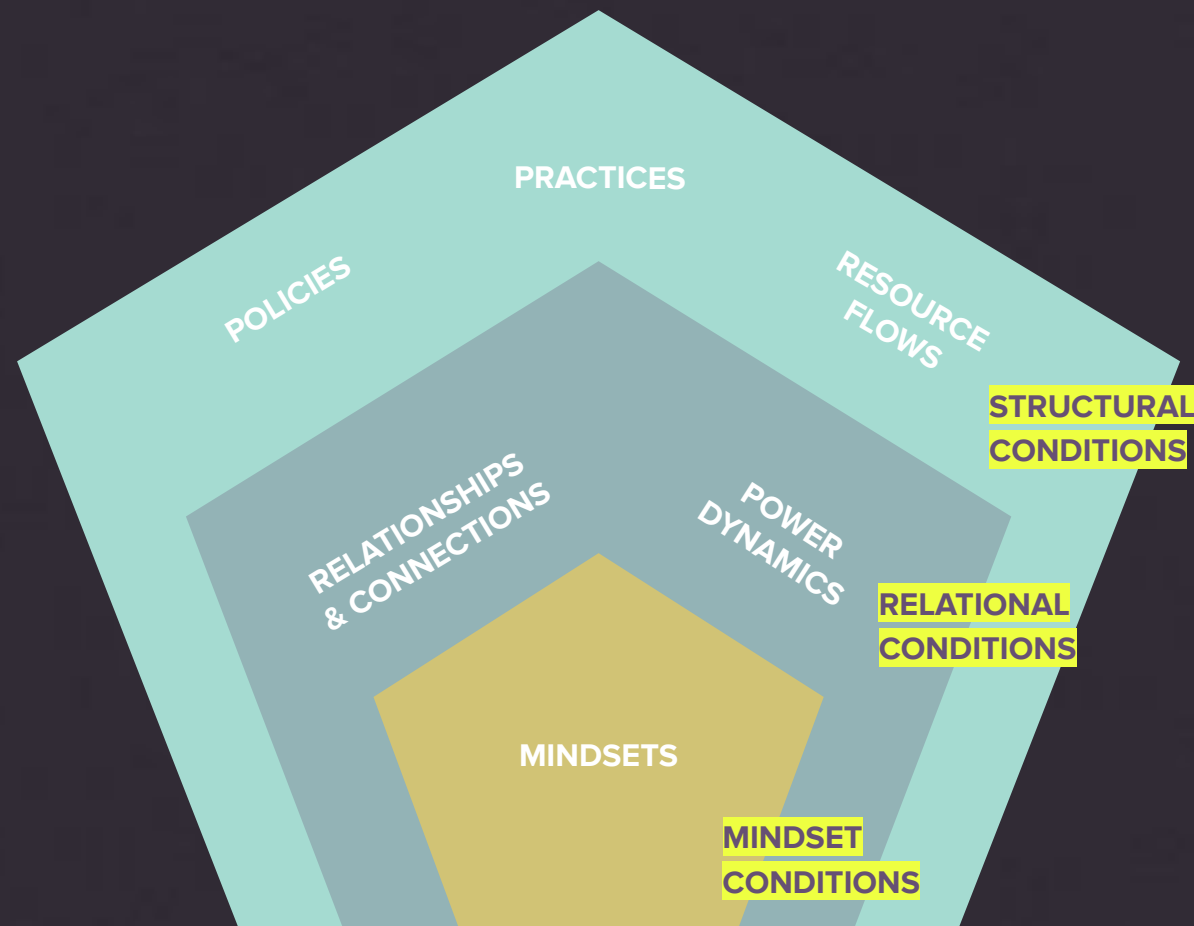 PRACTICES
POLICIES
RESOURCE
FLOWS
STRUCTURAL
CONDITIONS
RELATIONSHIPS
& CONNECTIONS
POWER
DYNAMICS
RELATIONAL
CONDITIONS
MINDSETS
MINDSET
CONDITIONS